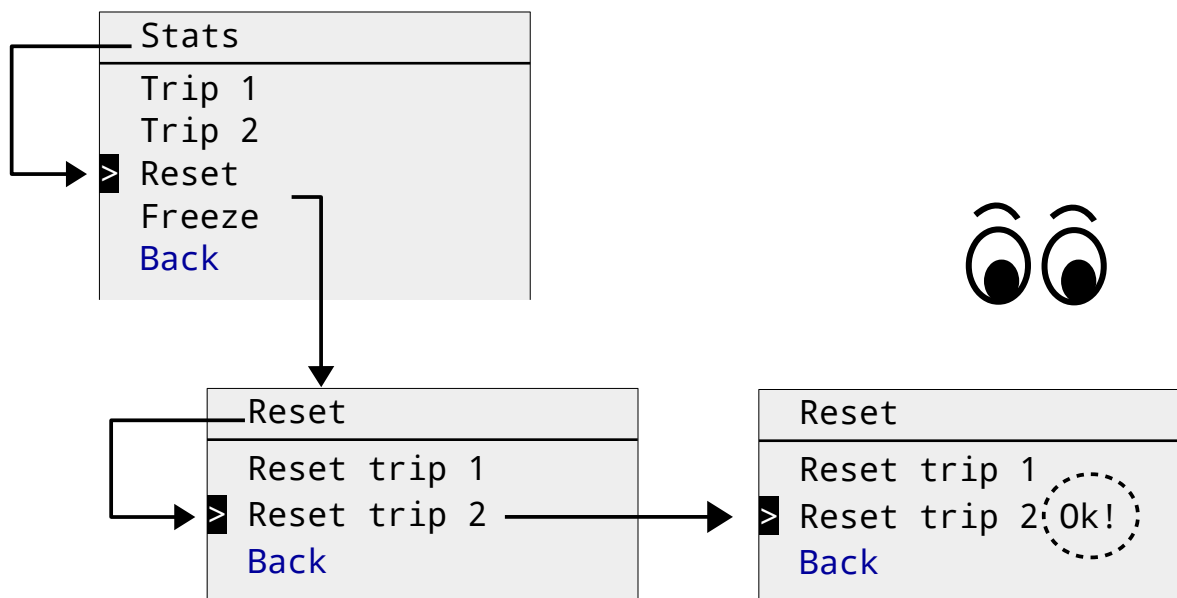 Stats
Trip 1
Trip 2
> Reset
Freeze
Back
Reset
Reset trip 1
> Reset trip 2
Back
Reset
Reset trip 1
> Reset trip 2 Ok!
Back